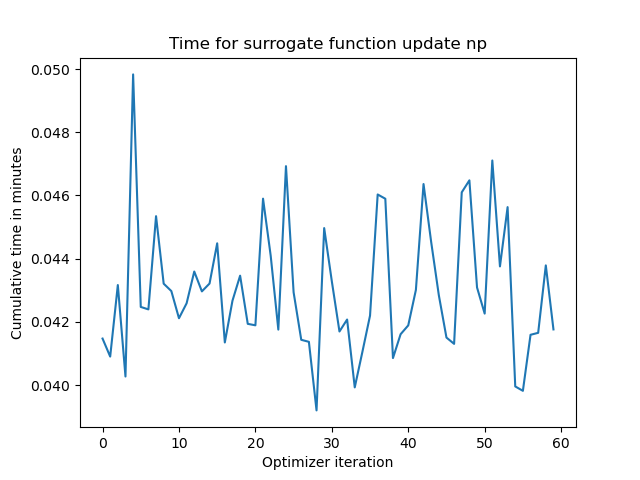 Time for surrogate function update np
0.050
0.048
0.046
0.044
0.042
0.040
Cumulative time in minutes
0 10 20 30 40 50 60
Optimizer iteration